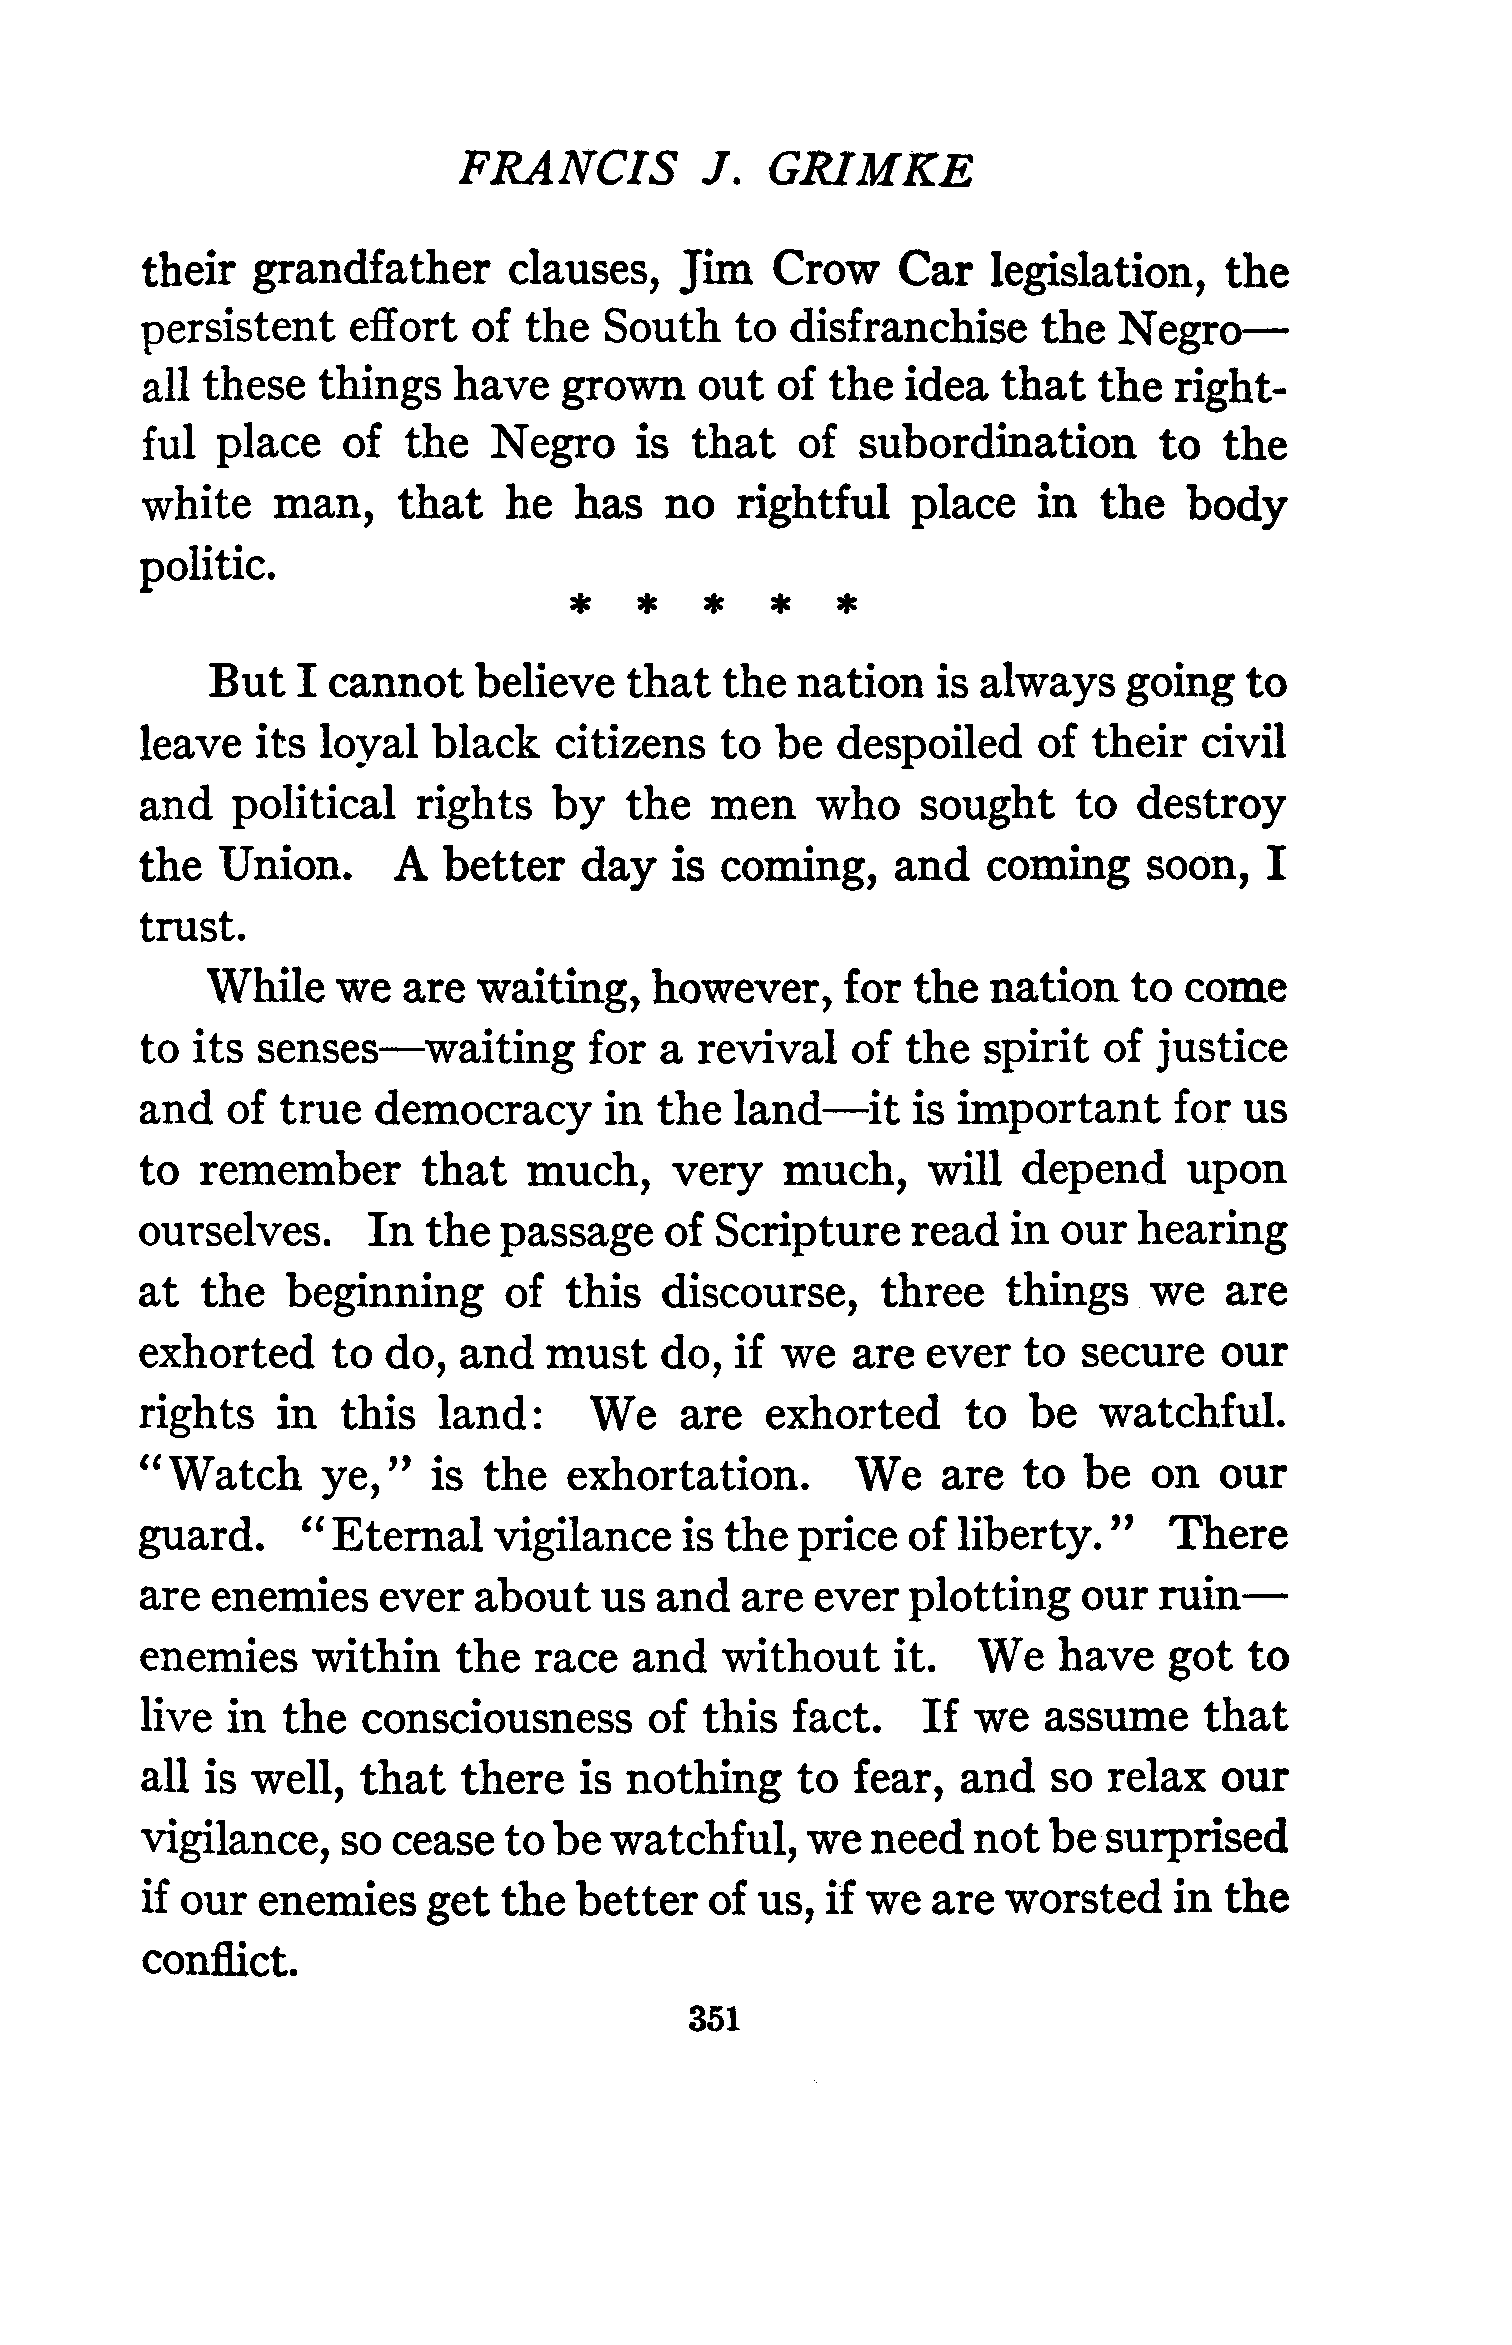 FRANCIS J. GRIMKE
their grandfather clauses, Jim Crow Car legislation, the
persistent effort of the South to disfranchise the Negro—
all these things have grown out of the idea that the right-
ful place of the Negro is that of subordination to the
white man, that he has no rightful place in the body
politic.
* * * * *
But I cannot believe that the nation is always going to
leave its loyal black citizens to be despoiled of their civil
and political rights by the men who sought to destroy
the Union. A better day is coming, and coming soon, I
trust.
While we are waiting, however, for the nation to come
to its senses—waiting for a revival of the spirit of justice
and of true democracy in the land—it is important for us
to remember that much, very much, will depend upon
ourselves. In the passage of Scripture read in our hearing
at the beginning of this discourse, three things we are
exhorted to do, and must do, if we are ever to secure our
rights in this land: We are exhorted to be watchful.
“Watch ye,” is the exhortation. We are to be on our
guard. “Eternal vigilance is the price of liberty.” There
are enemies ever about us and are ever plotting our ruin—
enemies within the race and without it. We have got to
live in the consciousness of this fact. If we assume that
all is well, that there is nothing to fear, and so relax our
vigilance, so cease to be watchful, we need not be surprised
if our enemies get the better of us, if we are worsted in the
conflict.
351